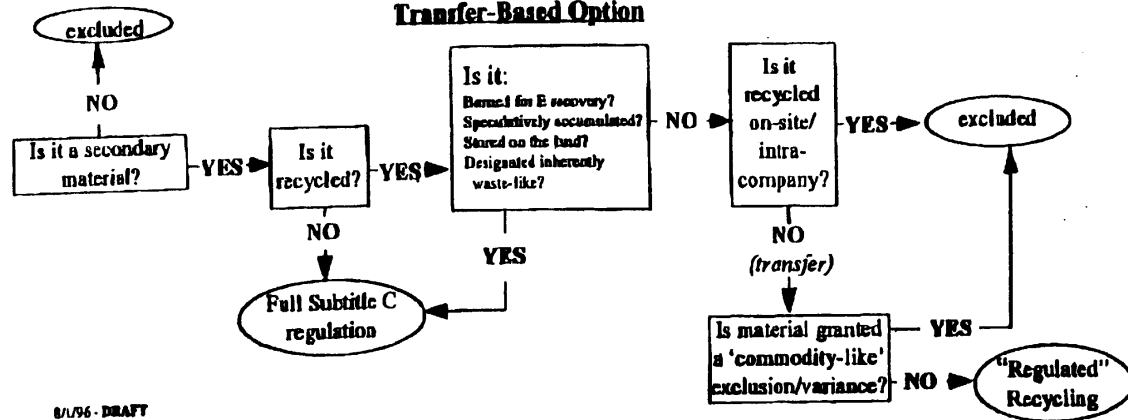 Transfer-Based Option
excluded
NO
Is it a secondary
material?
YES
Is it
recycled?
NO
Full Subtitle C
regulation
YES
Is it:
Burned for E recovery?
Speculatively accumulated?
Stored on the land?
Designated inherently
waste-like?
YES
NO
Is it
recycled
on-site/
intra-
company?
YES
excluded
NO
(transfer)
Is material granted
a 'commodity-like'
exclusion/variance?
YES
NO
"Regulated"
Recycling
8/1/96 - DRAFT